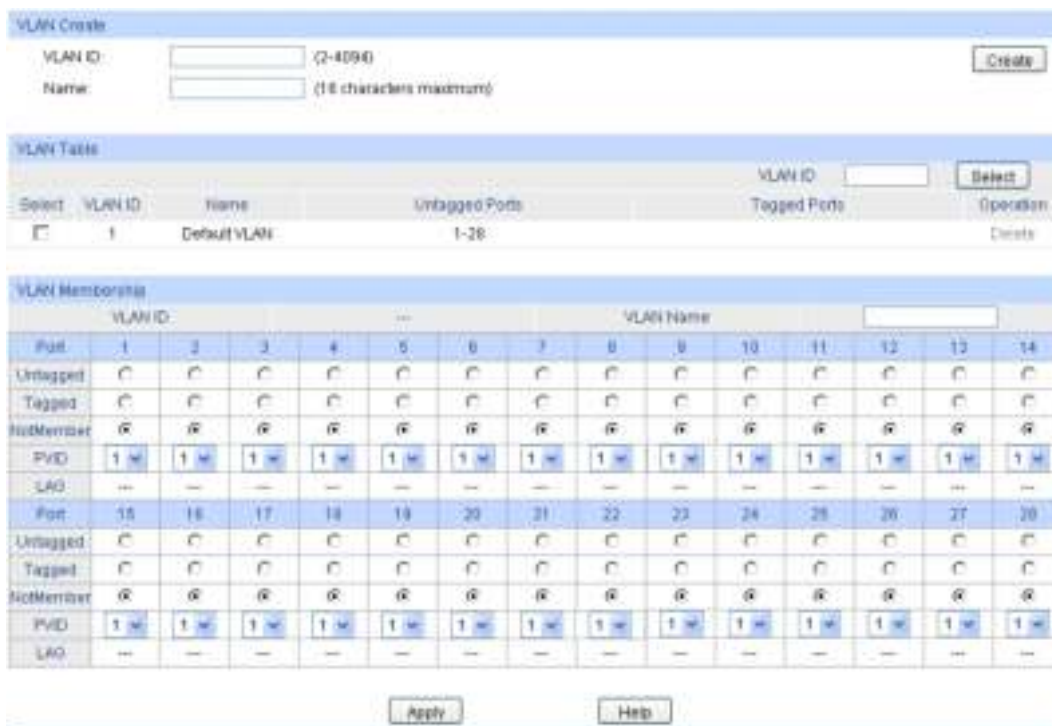 VLAN Create
VLAN ID: (2-4094) Create
Name: (16 characters maximum)
VLAN Table
VLAN ID Select
Select VLAN ID Name Untagged Ports Tagged Ports Operation
1 Default VLAN 1-28 Delete
VLAN Membership
VLAN ID --- VLAN Name
Port 1 2 3 4 5 6 7 8 9 10 11 12 13 14
Untagged
Tagged
NotMember
PVID 1 1 1 1 1 1 1 1 1 1 1 1 1 1
LAG --- --- --- --- --- --- --- --- --- --- --- --- --- ---
Port 15 16 17 18 19 20 21 22 23 24 25 26 27 28
Untagged
Tagged
NotMember
PVID 1 1 1 1 1 1 1 1 1 1 1 1 1 1
LAG --- --- --- --- --- --- --- --- --- --- --- --- --- ---
Apply Help